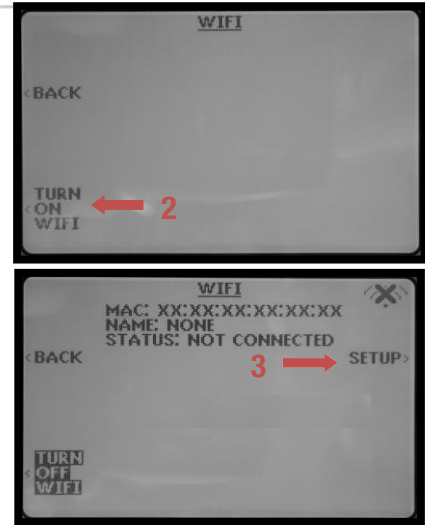 WIFI
<BACK
TURN
<ON
WIFI
2
WIFI
MAC: XX:XX:XX:XX:XX:XX
NAME: NONE
STATUS: NOT CONNECTED
<BACK
3
SETUP>
TURN
<OFF
WIFI